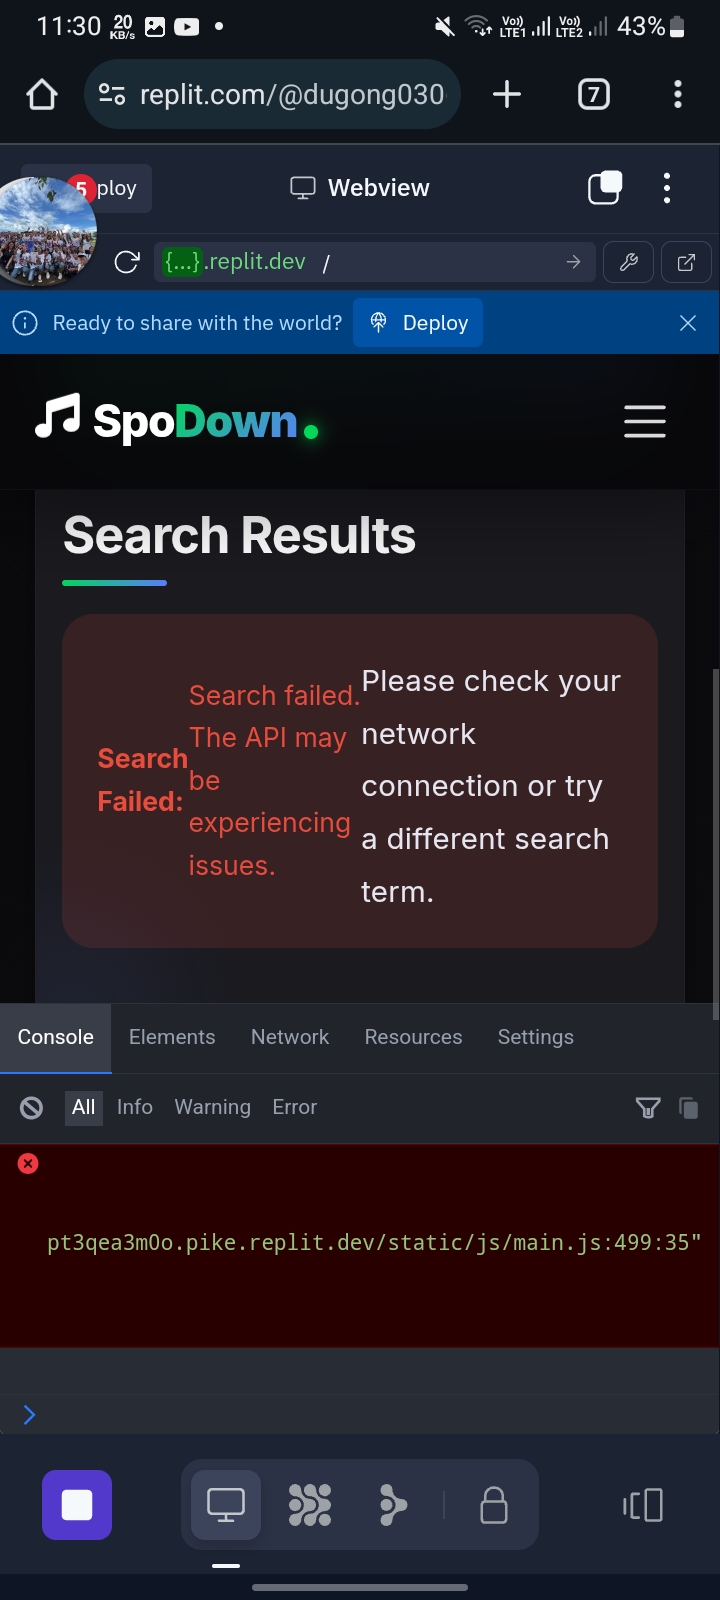 11:30 20 KB/s Vo)) LTE1 Vo)) LTE2 43%
replit.com/@dugong030 7
5 ploy Webview
{...}.replit.dev /
Ready to share with the world? Deploy
SpoDown.
Search Results
Search Failed:
Search failed.
The API may
be
experiencing
issues.
Please check your
network
connection or try
a different search
term.
Console Elements Network Resources Settings
All Info Warning Error
pt3qea3m0o.pike.replit.dev/static/js/main.js:499:35"